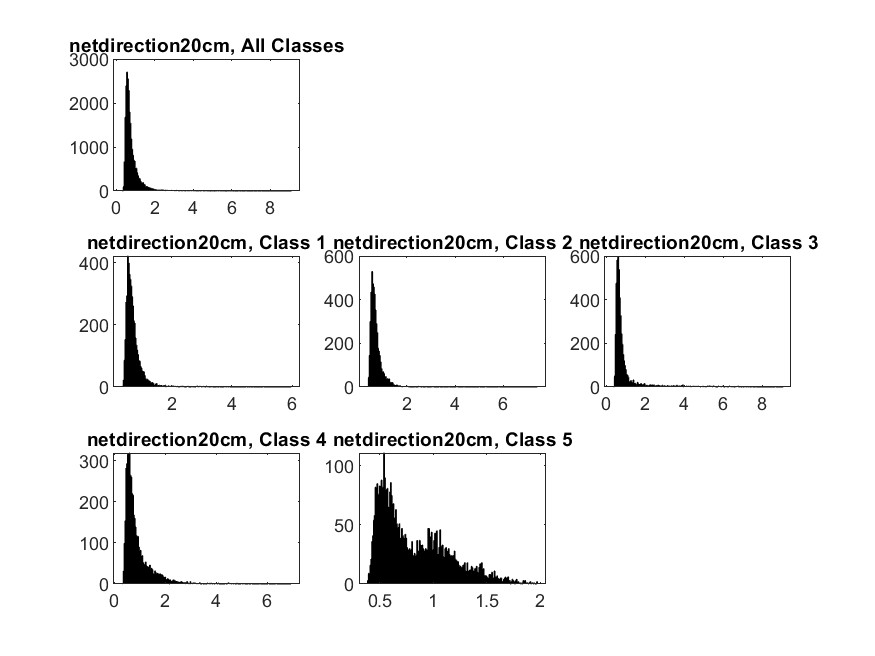 netdirection20cm, All Classes
3000
2000
1000
0
0 2 4 6 8
netdirection20cm, Class 1 netdirection20cm, Class 2 netdirection20cm, Class 3
400
200
0
2 4 6
600
400
200
0
2 4 6
600
400
200
0
0 2 4 6 8
netdirection20cm, Class 4 netdirection20cm, Class 5
300
200
100
0
0 2 4 6
100
50
0
0.5 1 1.5 2